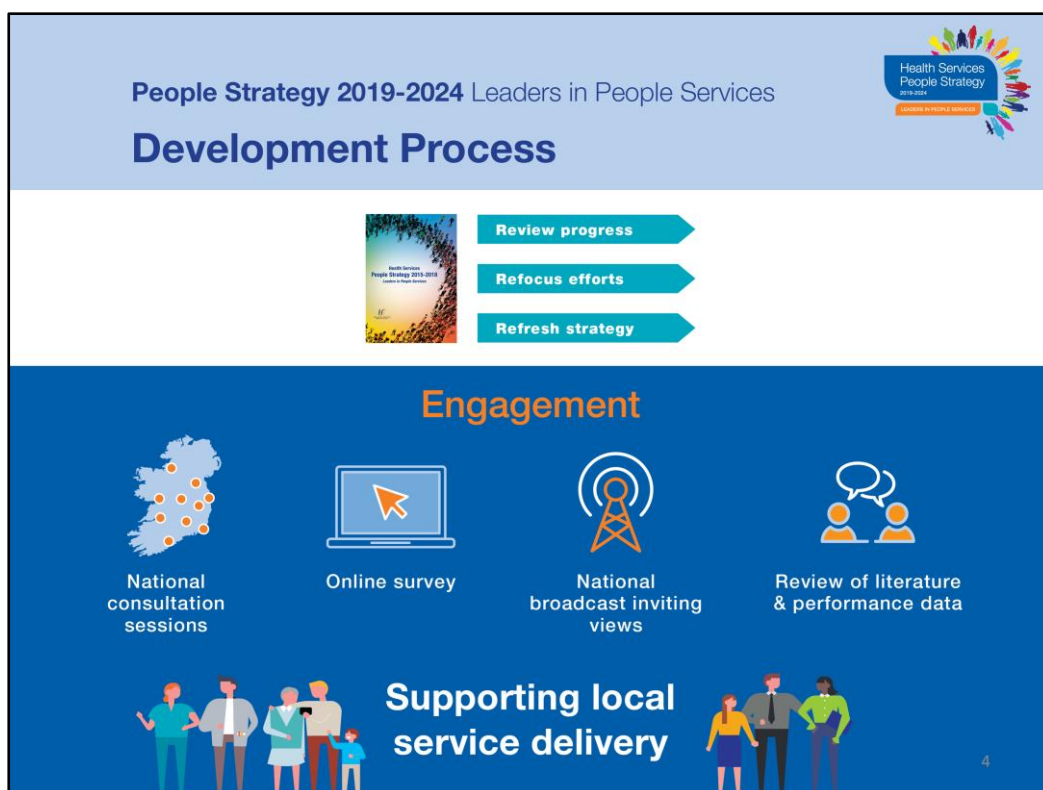 People Strategy 2019-2024 Leaders in People Services
Development Process
Health Services
People Strategy
2019-2024
LEADERS IN PEOPLE SERVICES
Health Services
People Strategy 2015-2018
Leaders in People Services
Review progress
Refocus efforts
Refresh strategy
Engagement
National
consultation
sessions
Online survey
National
broadcast inviting
views
Review of literature
& performance data
Supporting local
service delivery
4